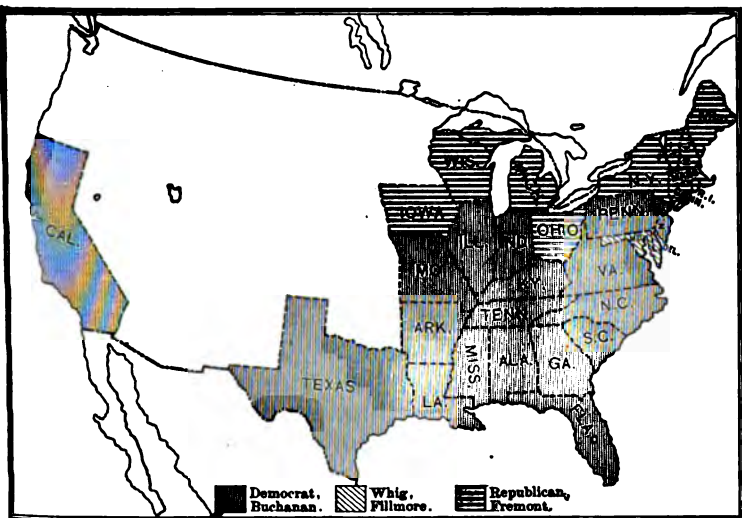 WIS.
N.Y.
IOWA
PENN.
OHIO
ILL.
IND.
CAL.
MO.
VA.
KY.
N.C.
TENN.
ARK.
S.C.
MISS.
ALA.
GA.
TEXAS
LA.
FLA.
Democrat, Buchanan.
Whig, Fillmore.
Republican, Fremont.